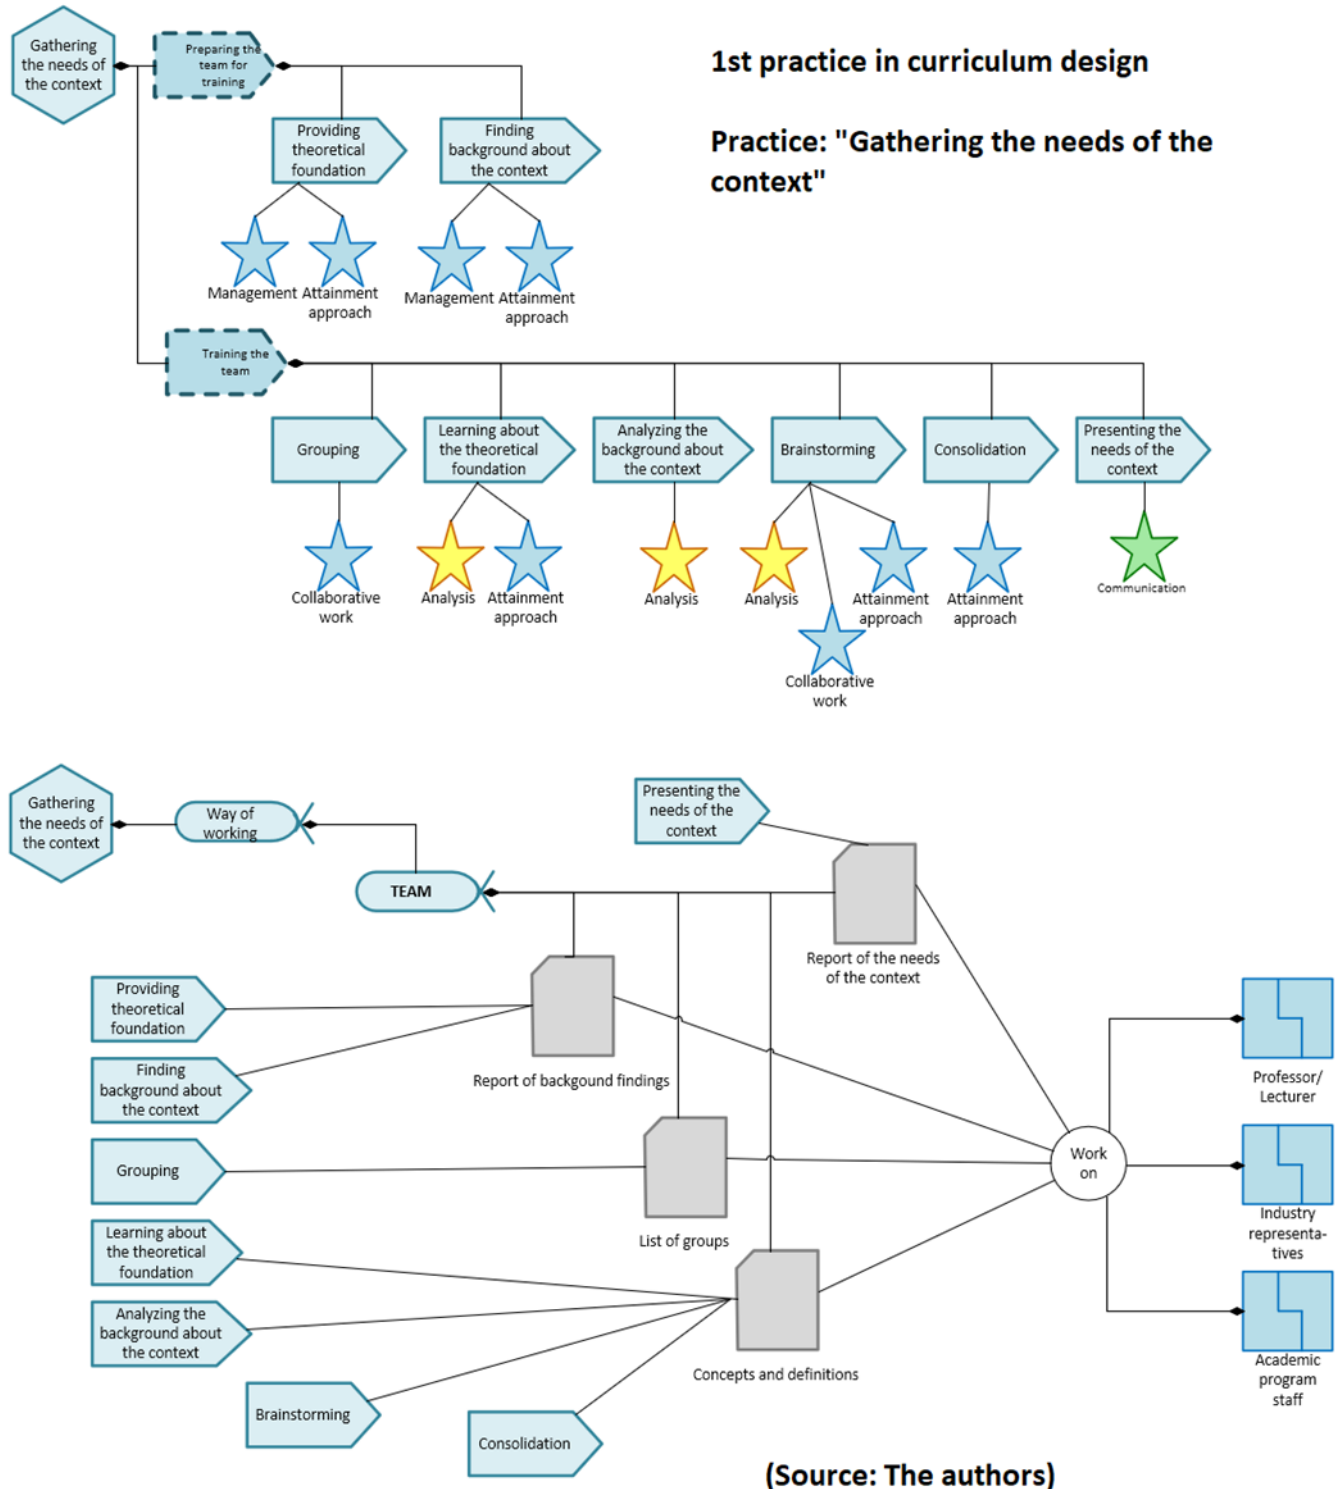 Gathering
the needs of
the context
Preparing the
team for
training
1st practice in curriculum design
Practice: "Gathering the needs of the
context"
Providing
theoretical
foundation
Finding
background about
the context
Management
Attainment
approach
Management
Attainment
approach
Training the
team
Grouping
Learning about
the theoretical
foundation
Analyzing the
background about
the context
Brainstorming
Consolidation
Presenting the
needs of the
context
Collaborative
work
Analysis
Attainment
approach
Analysis
Analysis
Collaborative
work
Attainment
approach
Attainment
approach
Communication
Gathering
the needs of
the context
Way of
working
TEAM
Presenting the
needs of the
context
Report of the needs
of the context
Providing
theoretical
foundation
Finding
background about
the context
Report of backgound findings
Grouping
List of groups
Learning about
the theoretical
foundation
Analyzing the
background about
the context
Brainstorming
Consolidation
Concepts and definitions
Work
on
Professor/
Lecturer
Industry
representa-
tives
Academic
program
staff
(Source: The authors)